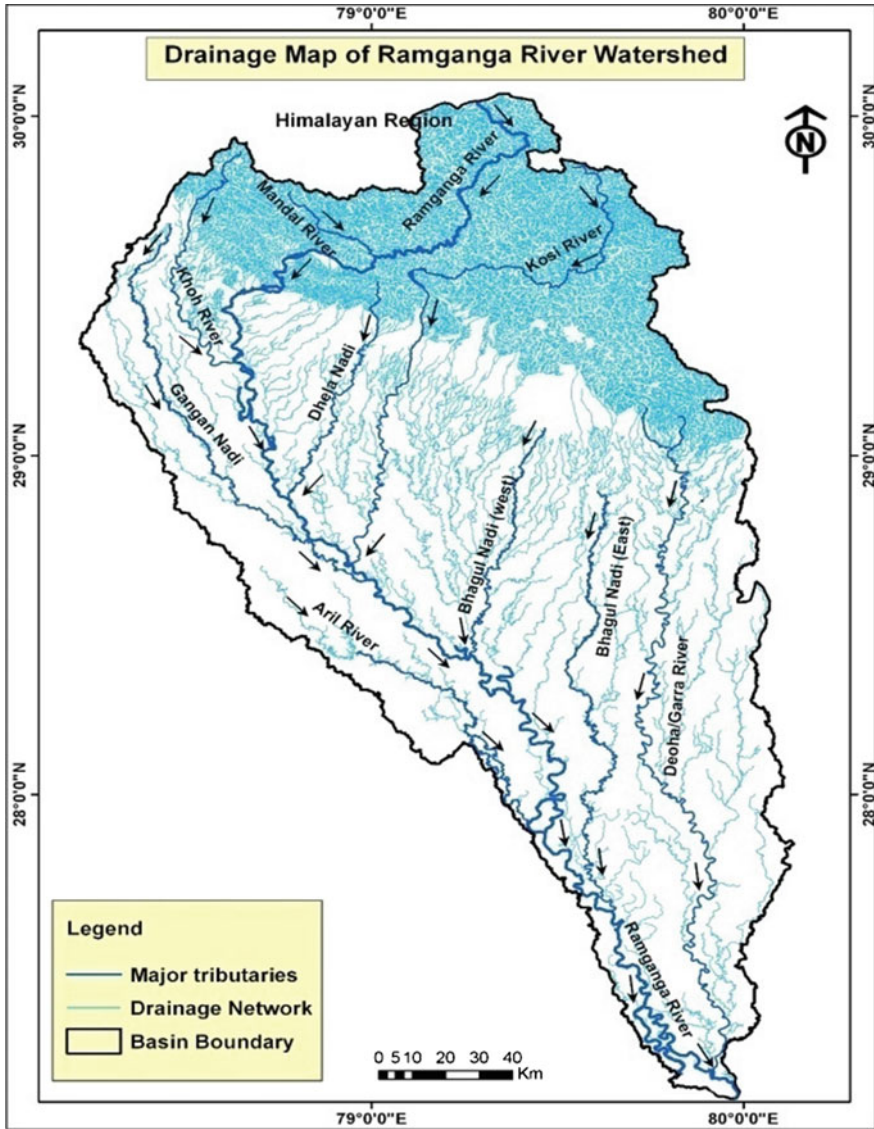 79°0'0"E
80°0'0"E
Drainage Map of Ramganga River Watershed
30°0'0"N
30°0'0"N
Himalayan Region
N
Ramganga River
Mandal River
Kosi River
Khoh River
Dhela Nadi
Gangan Nadi
29°0'0"N
29°0'0"N
Bhagul Nadi (west)
Bhagul Nadi (East)
Aril River
Deoha/Garra River
28°0'0"N
28°0'0"N
Ramganga River
Legend
Major tributaries
Drainage Network
Basin Boundary
0 5 10 20 30 40
Km
79°0'0"E
80°0'0"E